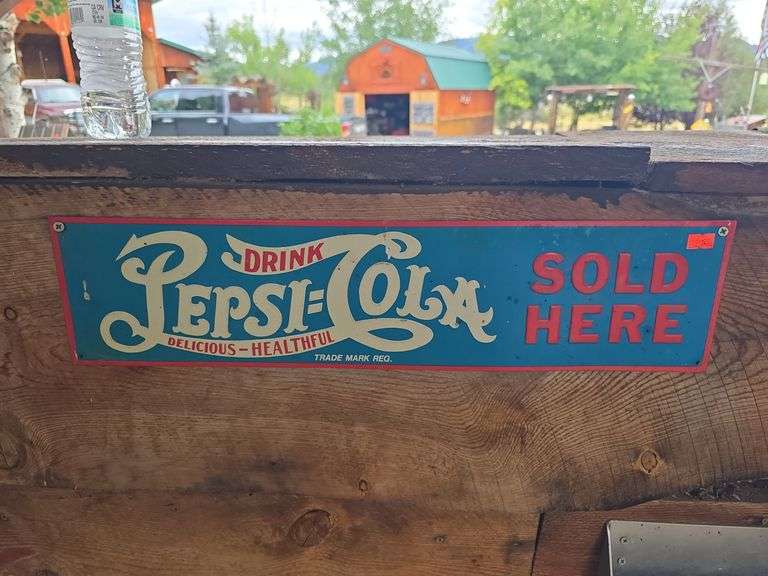 DRINK
PEPSI=COLA
DELICIOUS-HEALTHFUL
TRADE MARK REG.
SOLD
HERE